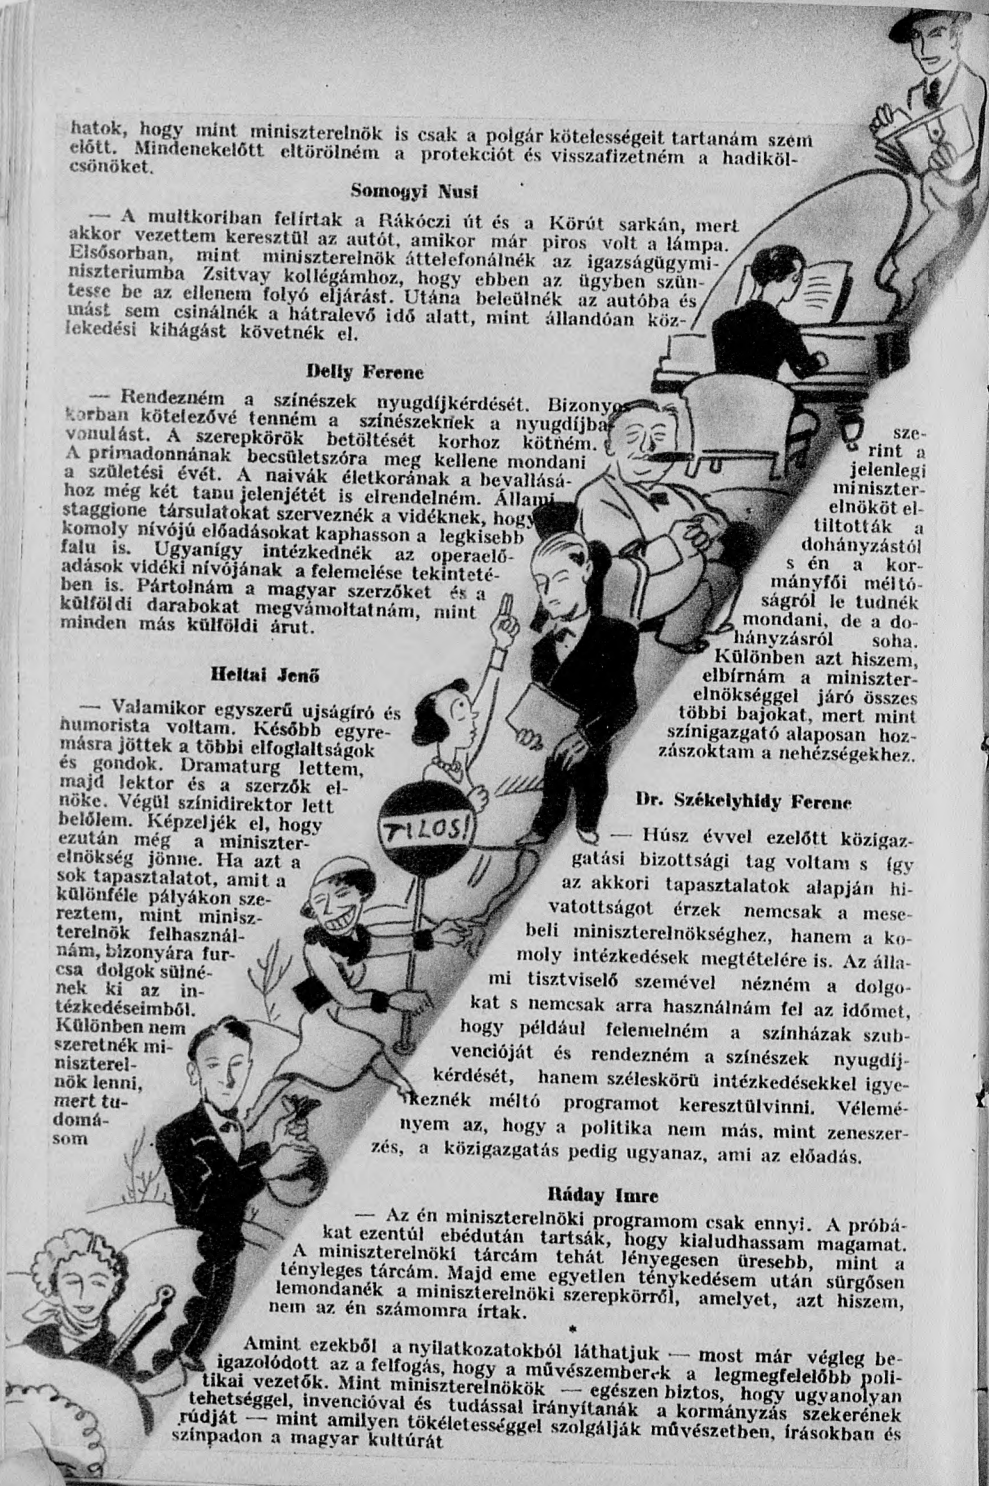 hatok, hogy mint miniszterelnök is csak a polgár kötelességeit tartanám szem
előtt. Mindenekelőtt eltörölném a protekciót és visszafizetném a hadiköl-
csönöket.
Somogyi Nusi
— A multkoriban felírtak a Rákóczi út és a Körút sarkán, mert
akkor vezettem keresztül az autót, amikor már piros volt a lámpa.
Elsősorban, mint miniszterelnök áttelefonálnék az igazságügymi-
niszteriumba Zsitvay kollégámhoz, hogy ebben az ügyben szün-
tesse be az ellenem folyó eljárást. Utána beleülnék az autóba és
mást sem csinálnék a hátralevő idő alatt, mint állandóan köz-
lekedési kihágást követnék el.
Delly Ferenc
— Rendezném a színészek nyugdíjkérdését. Bizonyos
korban kötelezővé tenném a színészeknek a nyugdíjba
vonulást. A szerepkörök betöltését korhoz kötném.
A primadonnának becsületszóra meg kellene mondani
a születési évét. A naivák életkorának a bevallásá-
hoz még két tanu jelenjétét is elrendelném. Állami
staggione társulatokat szerveznék a vidéknek, hogy
komoly nívójú előadásokat kaphasson a legkisebb
falu is. Ugyanígy intézkednék az operaelő-
adások vidéki nívójának a felemelése tekinteté-
ben is. Pártolnám a magyar szerzőket és a
külföldi darabokat megvámoltatnám, mint
minden más külföldi árut.
Heltai Jenő
— Valamikor egyszerű ujságíró és
humorista voltam. Később egyre-
másra jöttek a többi elfoglaltságok
és gondok. Dramaturg lettem,
majd lektor és a szerzők el-
nöke. Végül színidirektor lett
belőlem. Képzeljék el, hogy
ezután még a miniszter-
elnökség jönne. Ha azt a
sok tapasztalatot, amit a
különféle pályákon sze-
reztem, mint minisz-
terelnök felhasznál-
nám, bizonyára fur-
csa dolgok sülné-
nek ki az in-
tézkedéseimből.
Különben nem
szeretnék mi-
niszterel-
nök lenni,
mert tu-
domá-
som
TILOS!
sze-
rint a
jelenlegi
miniszter-
elnököt el-
tiltották a
dohányzástól
s én a kor-
mányfői méltó-
ságról le tudnék
mondani, de a do-
hányzásról soha.
Különben azt hiszem,
elbírnám a miniszter-
elnökséggel járó összes
többi bajokat, mert mint
színigazgató alaposan hoz-
zászoktam a nehézségekhez.
Dr. Székelyhidy Ferenc
— Húsz évvel ezelőtt közigaz-
gatási bizottsági tag voltam s így
az akkori tapasztalatok alapján hi-
vatottságot érzek nemcsak a mese-
beli miniszterelnökséghez, hanem a ko-
moly intézkedések megtételére is. Az álla-
mi tisztviselő szemével nézném a dolgo-
kat s nemcsak arra használnám fel az időmet,
hogy például felemelném a színházak szub-
vencióját és rendezném a színészek nyugdíj-
kérdését, hanem széleskörü intézkedésekkel igye-
keznék méltó programot keresztülvinni. Vélemé-
nyem az, hogy a politika nem más, mint zeneszer-
zés, a közigazgatás pedig ugyanaz, ami az előadás.
Ráday Imre
— Az én miniszterelnöki programom csak ennyi. A próbá-
kat ezentúl ebédután tartsák, hogy kialudhassam magamat.
A miniszterelnöki tárcám tehát lényegesen üresebb, mint a
tényleges tárcám. Majd eme egyetlen ténykedésem után sürgősen
lemondanék a miniszterelnöki szerepkörről, amelyet, azt hiszem,
nem az én számomra írtak.
*
Amint ezekből a nyilatkozatokból láthatjuk — most már végleg be-
igazolódott az a felfogás, hogy a művészemberek a legmegfelelőbb poli-
tikai vezetők. Mint miniszterelnökök — egészen biztos, hogy ugyanolyan
tehetséggel, invencióval és tudással irányítanák a kormányzás szekerének
rúdját — mint amilyen tökéletességgel szolgálják művészetben, írásokban és
színpadon a magyar kultúrát